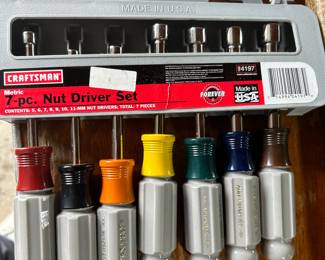 MADE IN U.S.A.
CRAFTSMAN
Metric
7-pc. Nut Driver Set
CONTENTS: 5, 6, 7, 8, 9, 10, 11-MM NUT DRIVERS; TOTAL: 7 PIECES
FOREVER
94197
Made in
USA